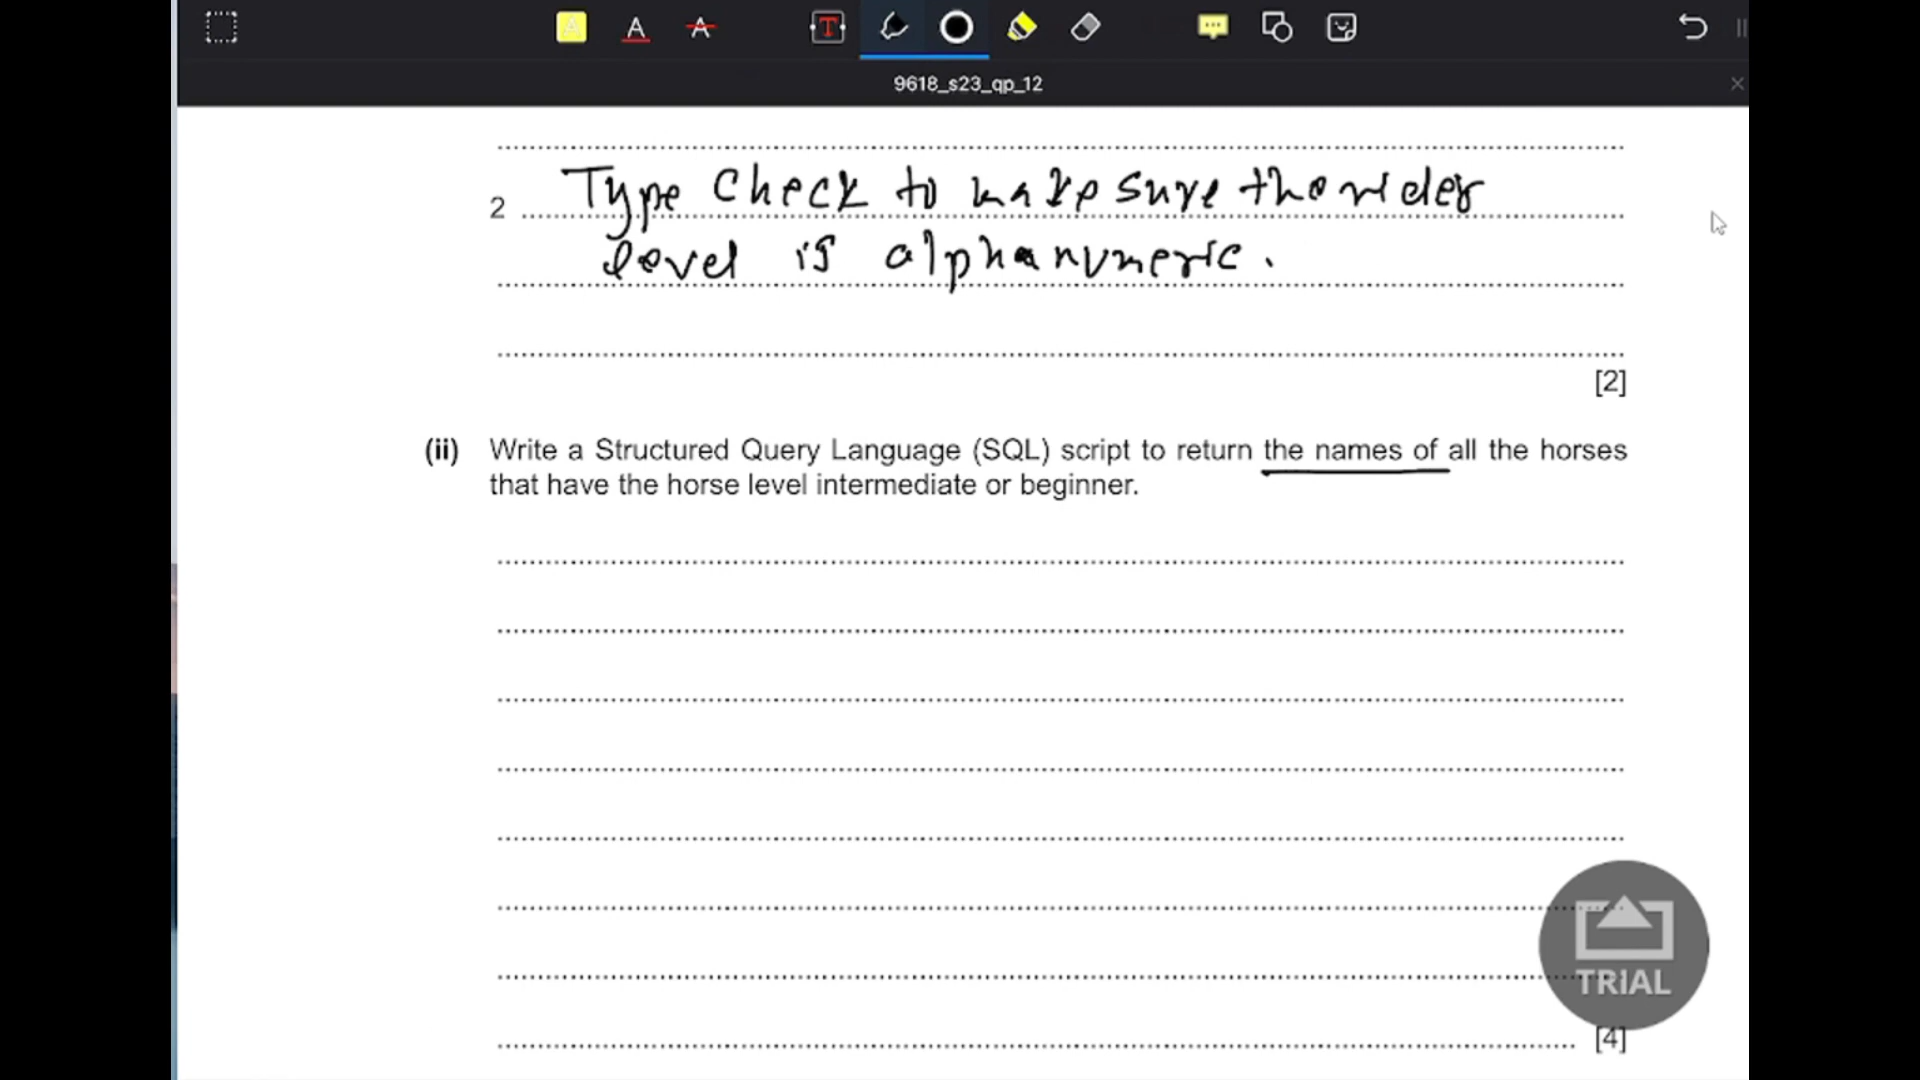 A A A T
9618_s23_qp_12
2 Type Check to make sure the rider
level is alphanumeric.
[2]
(ii) Write a Structured Query Language (SQL) script to return the names of all the horses
that have the horse level intermediate or beginner.
TRIAL
[4]